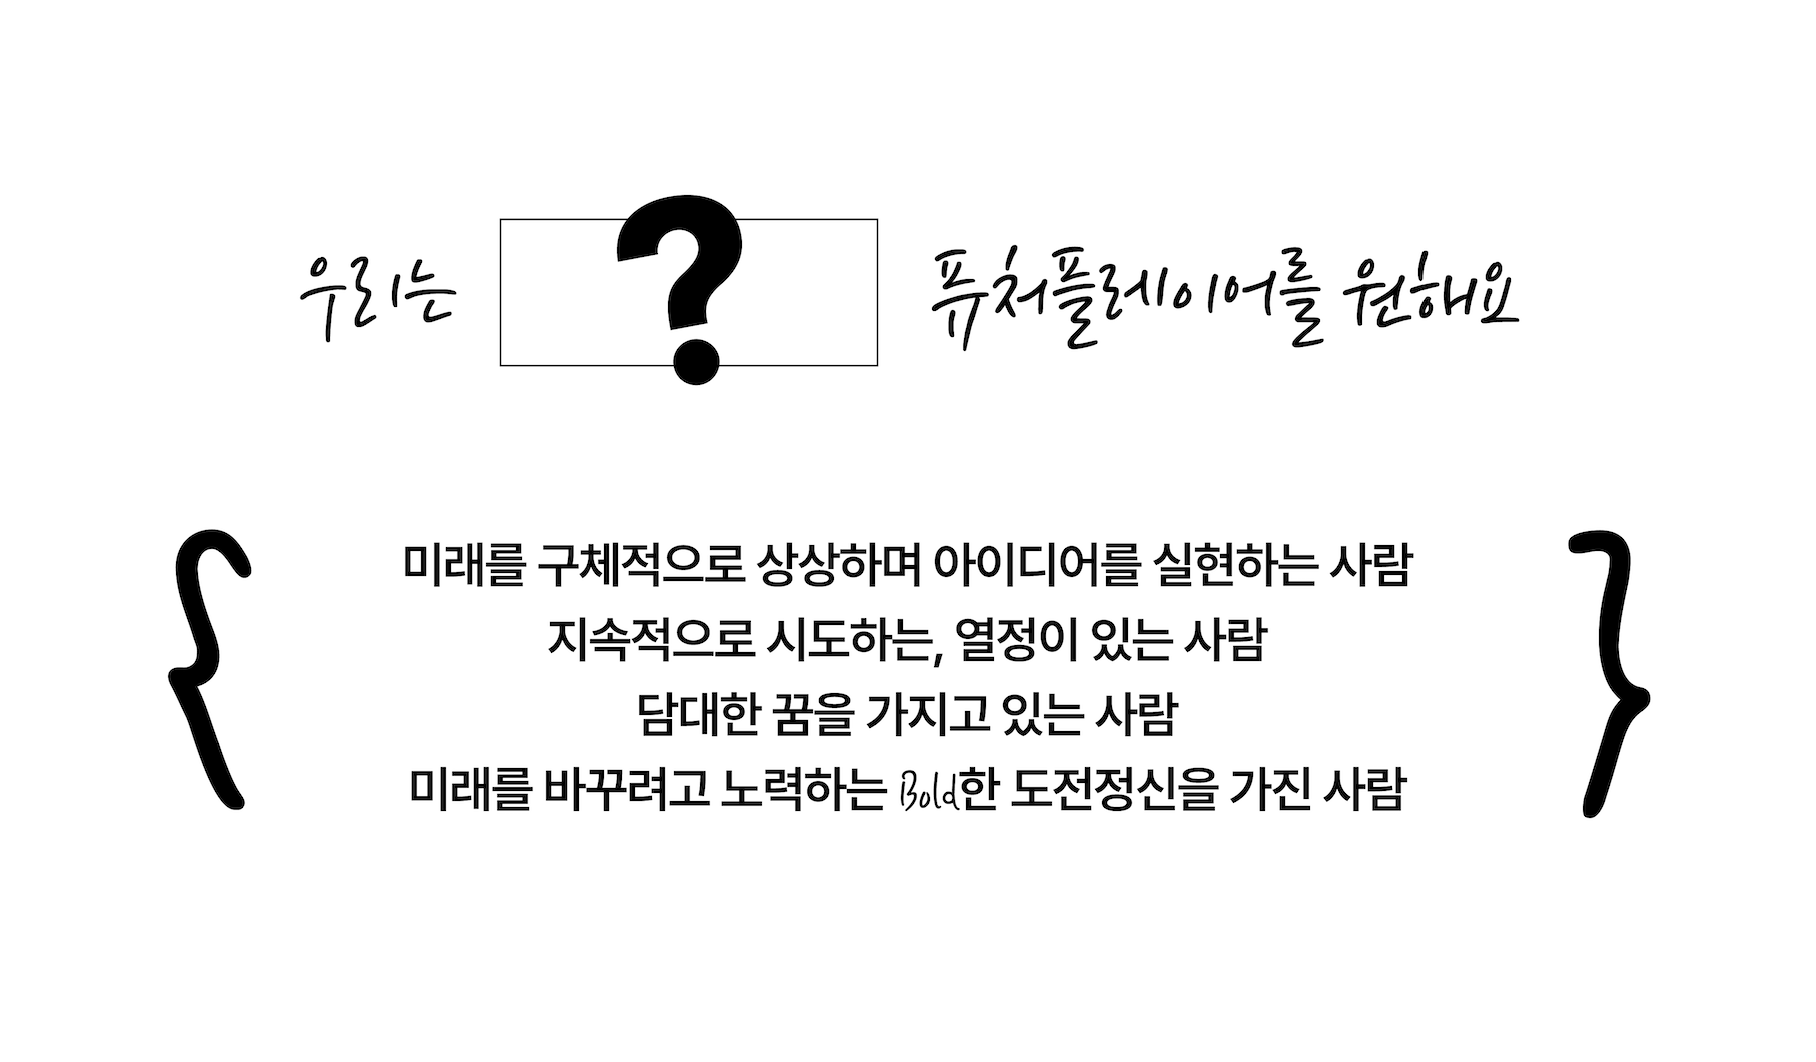 우리는 ? 퓨처플레이어를 원해요
미래를 구체적으로 상상하며 아이디어를 실현하는 사람
지속적으로 시도하는, 열정이 있는 사람
담대한 꿈을 가지고 있는 사람
미래를 바꾸려고 노력하는 Bold한 도전정신을 가진 사람